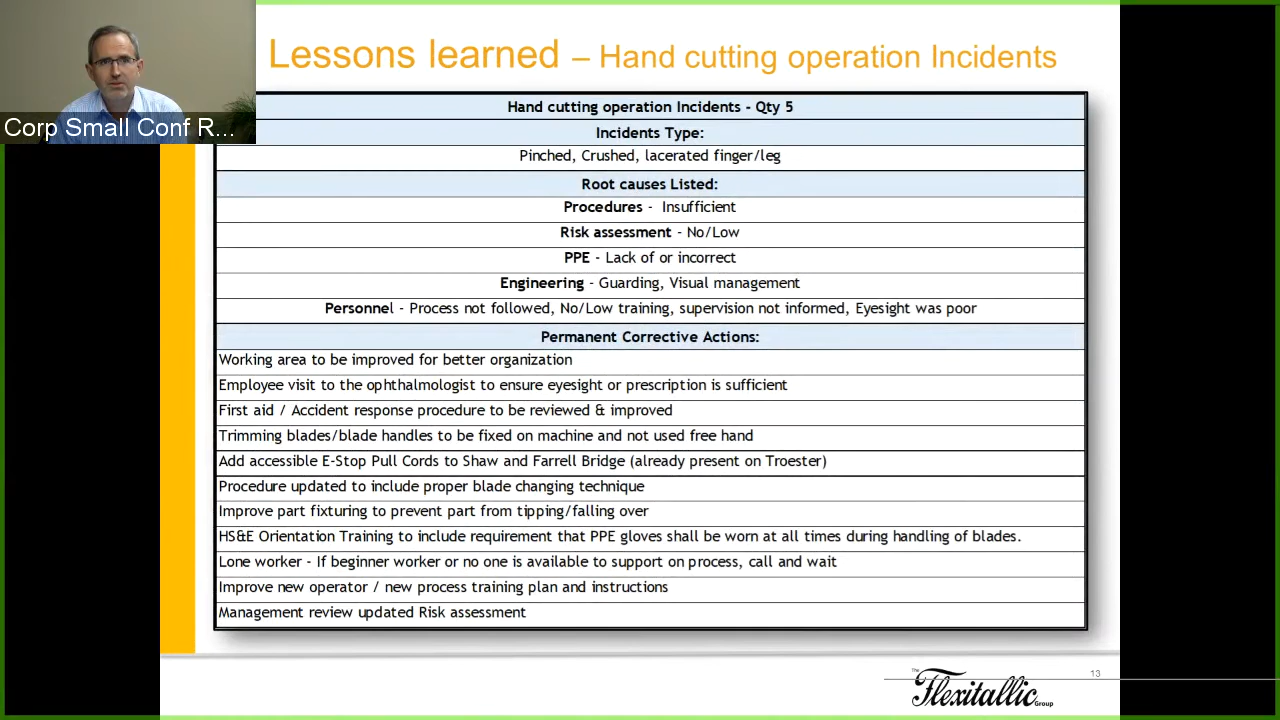 Lessons learned – Hand cutting operation Incidents
Corp Small Conf R...
Hand cutting operation Incidents - Qty 5
Incidents Type:
Pinched, Crushed, lacerated finger/leg
Root causes Listed:
Procedures - Insufficient
Risk assessment - No/Low
PPE - Lack of or incorrect
Engineering - Guarding, Visual management
Personnel - Process not followed, No/Low training, supervision not informed, Eyesight was poor
Permanent Corrective Actions:
Working area to be improved for better organization
Employee visit to the ophthalmologist to ensure eyesight or prescription is sufficient
First aid / Accident response procedure to be reviewed & improved
Trimming blades/blade handles to be fixed on machine and not used free hand
Add accessible E-Stop Pull Cords to Shaw and Farrell Bridge (already present on Troester)
Procedure updated to include proper blade changing technique
Improve part fixturing to prevent part from tipping/falling over
HS&E Orientation Training to include requirement that PPE gloves shall be worn at all times during handling of blades.
Lone worker - If beginner worker or no one is available to support on process, call and wait
Improve new operator / new process training plan and instructions
Management review updated Risk assessment
The Flexitallic Group
13